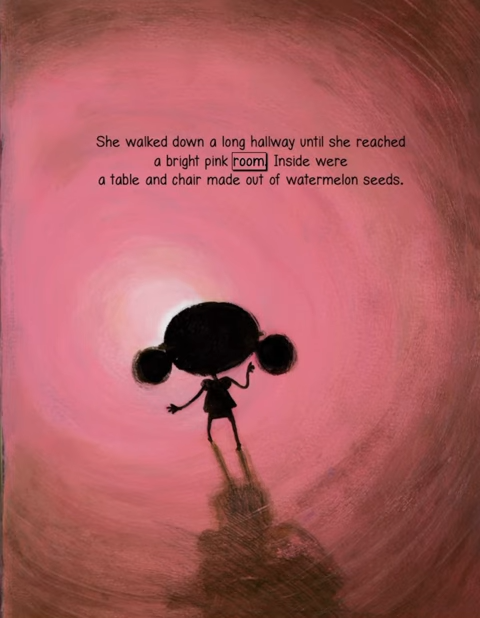 She walked down a long hallway until she reached
a bright pink room. Inside were
a table and chair made out of watermelon seeds.